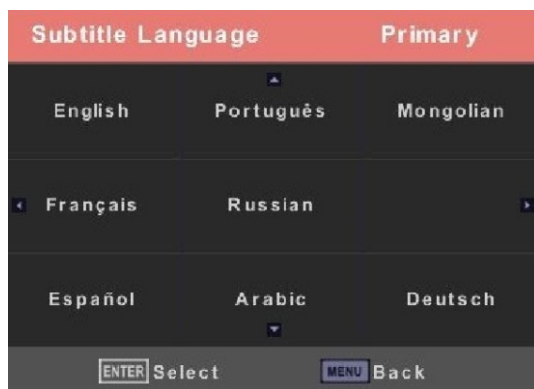 Subtitle Language Primary
English Português Mongolian
Français Russian
Español Arabic Deutsch
ENTER Select MENU Back